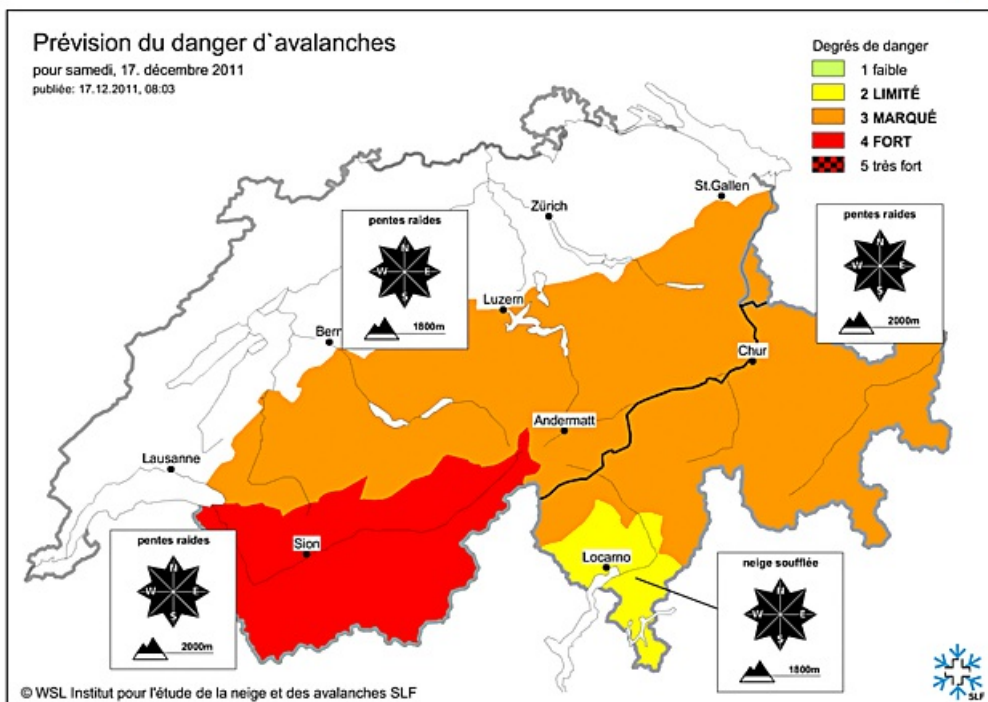 Prévision du danger d`avalanches
pour samedi, 17. décembre 2011
publiée: 17.12.2011, 08:03
Degrés de danger
1 faible
2 LIMITÉ
3 MARQUÉ
4 FORT
5 très fort
St.Gallen
Zürich
pentes raides
N
W E
S
1800m
pentes raides
N
W E
S
2000m
Luzern
Bern
Chur
Andermatt
Lausanne
Sion
Locarno
pentes raides
N
W E
S
2000m
neige soufflée
N
W E
S
1800m
© WSL Institut pour l'étude de la neige et des avalanches SLF
SLF